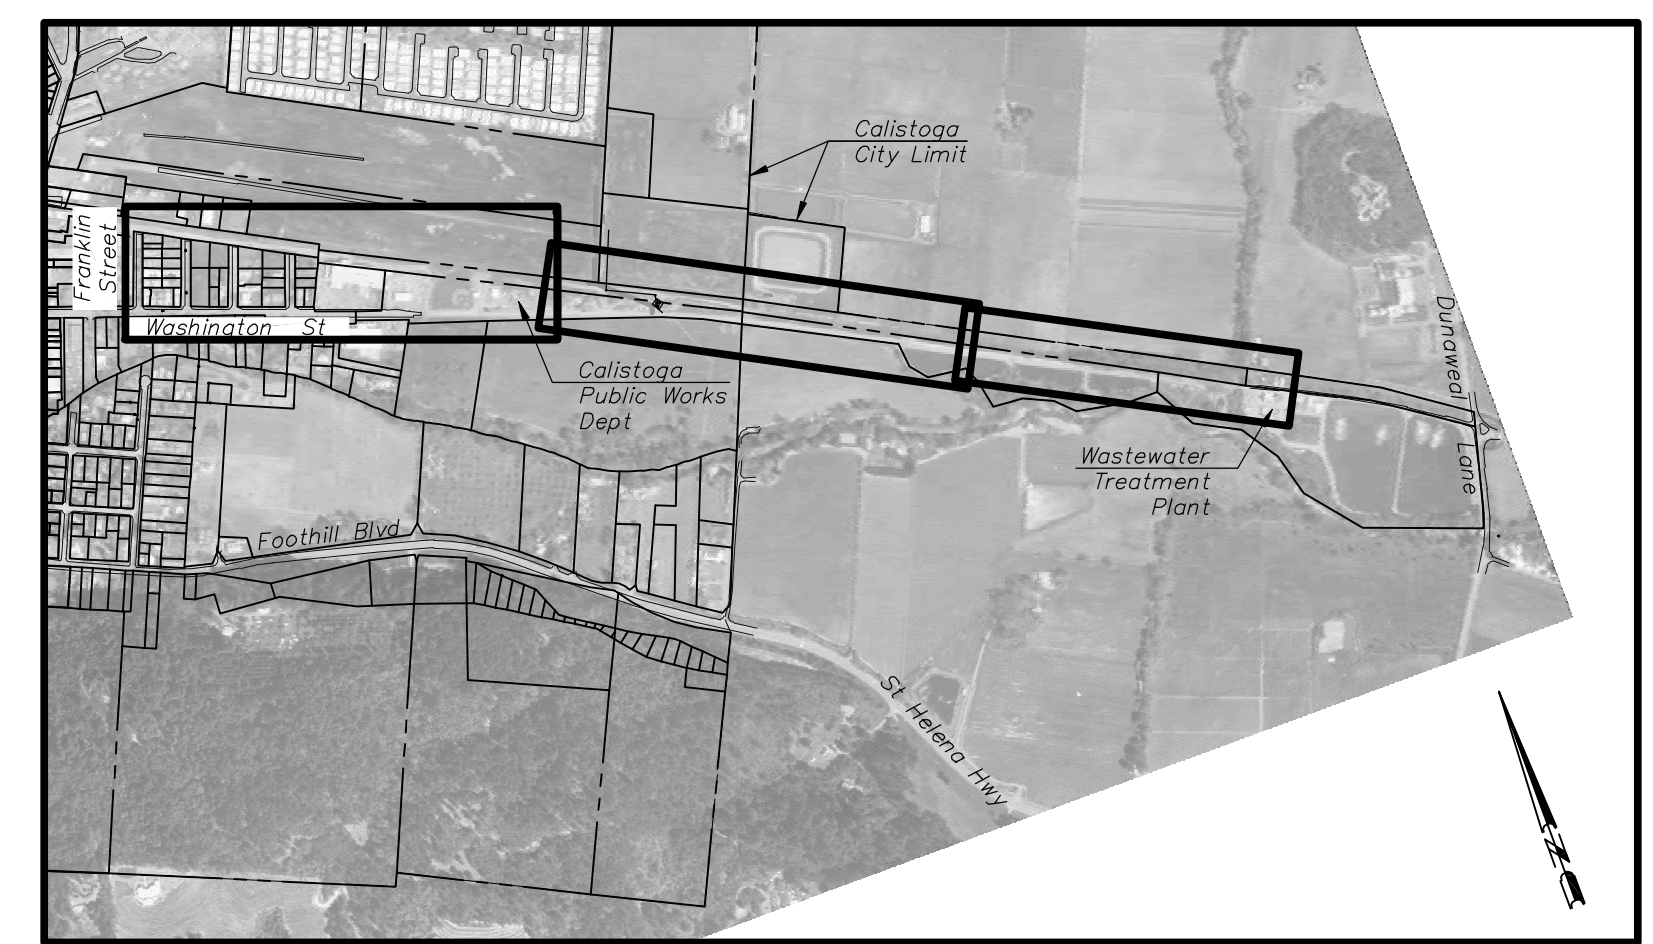 Calistoga
City Limit
Franklin
Street
Washington St
Calistoga
Public Works
Dept
Dunaweal
Lane
Wastewater
Treatment
Plant
Foothill Blvd
St Helena Hwy
N